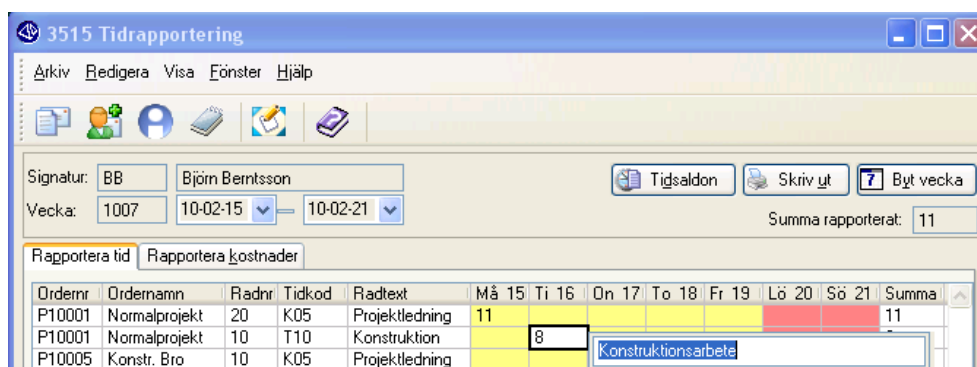 3515 Tidrapportering
Arkiv Redigera Visa Fönster Hjälp
Signatur: BB Björn Berntsson Tidsaldon Skriv ut 7 Byt vecka
Vecka: 1007 10-02-15 10-02-21 Summa rapporterat: 11
Rapportera tid Rapportera kostnader
Ordernr Ordernamn Radnr Tidkod Radtext Må 15 Ti 16 On 17 To 18 Fr 19 Lö 20 Sö 21 Summa
P10001 Normalprojekt 20 K05 Projektledning 11 11
P10001 Normalprojekt 10 T10 Konstruktion 8 Konstruktionsarbete
P10005 Konstr. Bro 10 K05 Projektledning